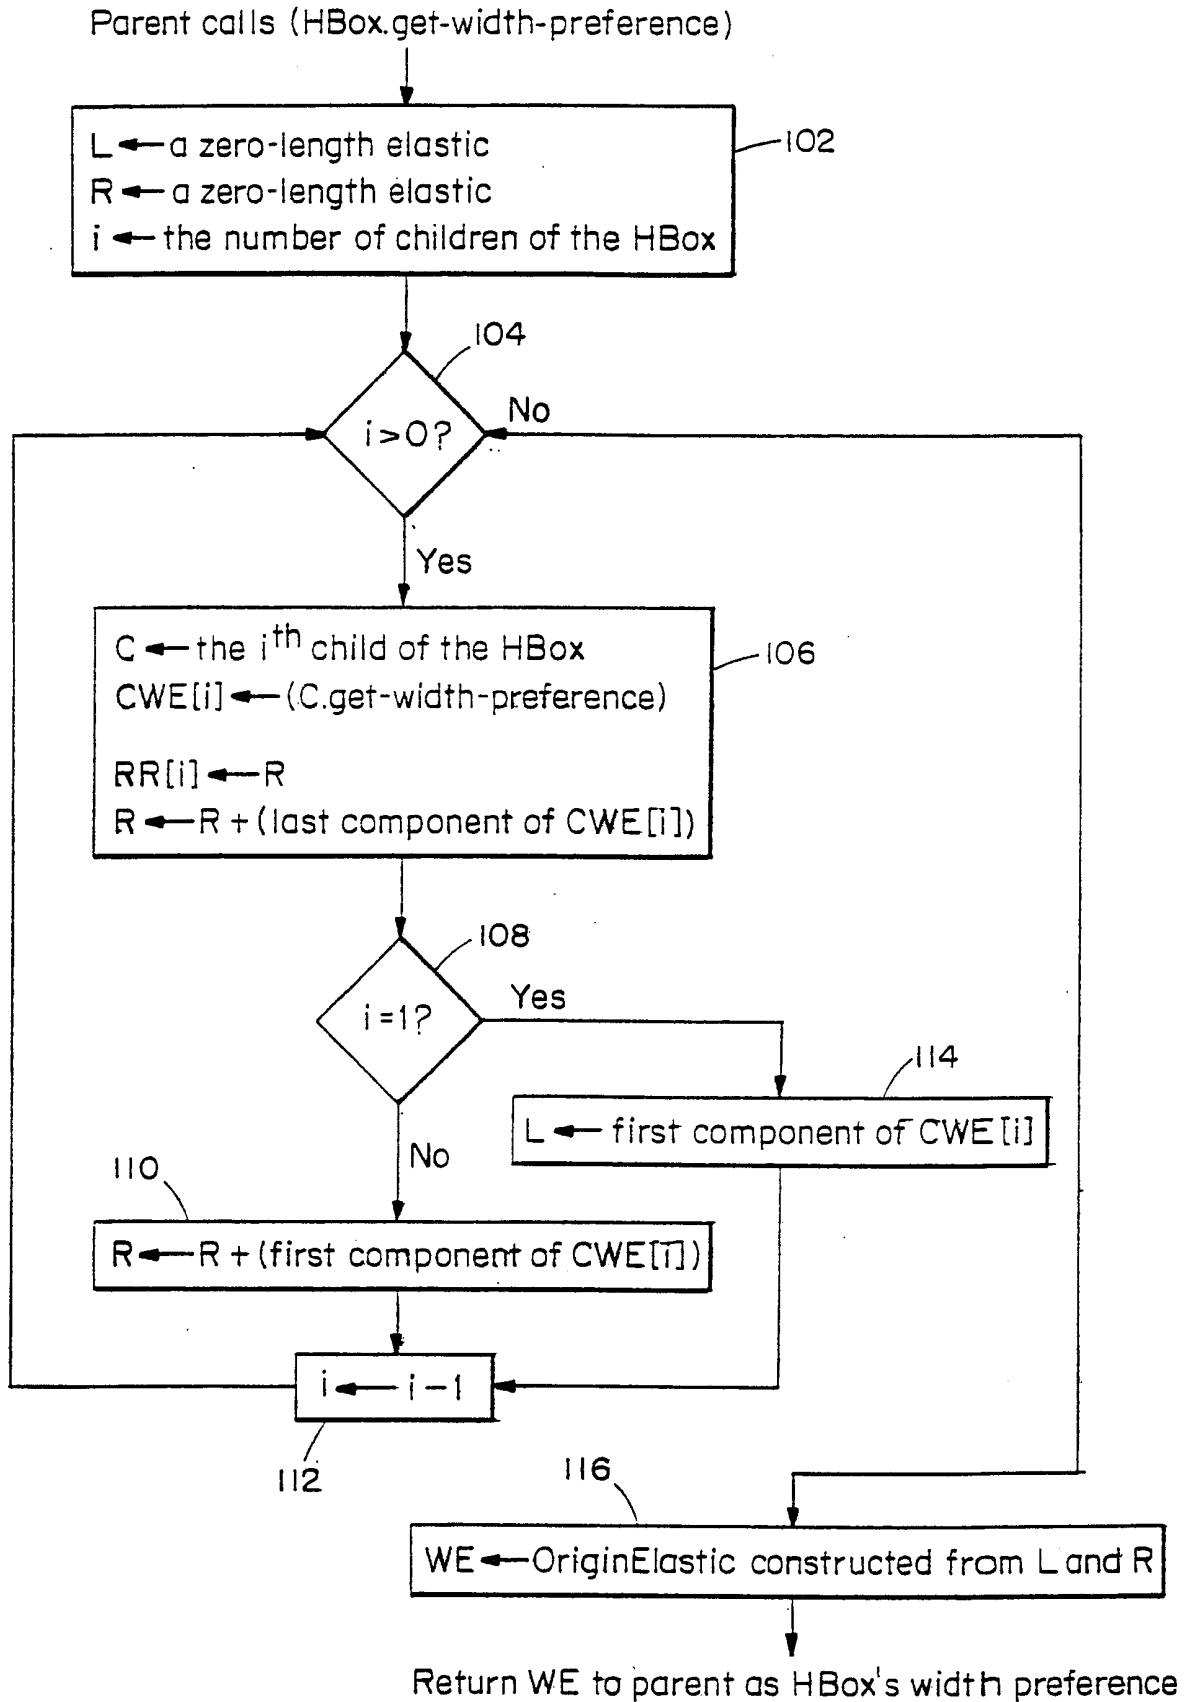 Parent calls (HBox.get-width-preference)
L ← a zero-length elastic
R ← a zero-length elastic
i ← the number of children of the HBox
102
104
i>0?
No
Yes
C ← the ith child of the HBox
CWE[i] ← (C.get-width-preference)
RR[i] ← R
R ← R + (last component of CWE[i])
106
108
i=1?
Yes
114
L ← first component of CWE[i]
No
110
R ← R + (first component of CWE[i])
i ← i-1
112
116
WE ← OriginElastic constructed from L and R
Return WE to parent as HBox's width preference